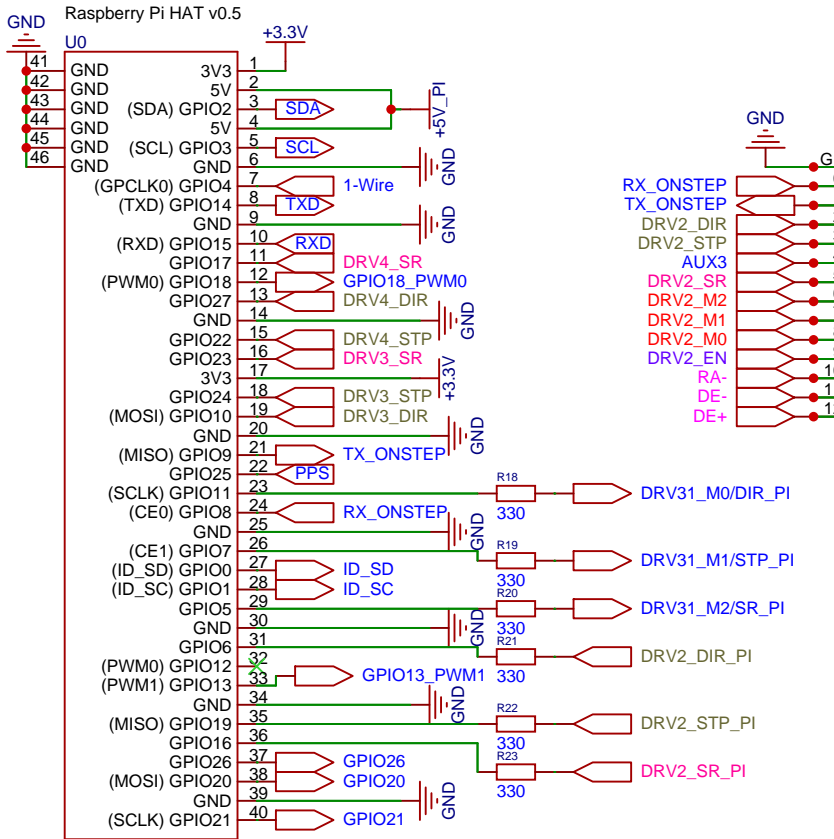 Raspberry Pi HAT v0.5
GND
U0
+3.3V
41 GND 3V3 1
42 GND 5V 2
43 GND (SDA) GPIO2 3 SDA
44 GND 5V 4 +5V_PI
45 GND (SCL) GPIO3 5 SCL
46 GND GND 6 GND
(GPCLK0) GPIO4 7 1-Wire
(TXD) GPIO14 8 TXD
GND 9 GND
(RXD) GPIO15 10 RXD
GPIO17 11 DRV4_SR
(PWM0) GPIO18 12 GPIO18_PWM0
GPIO27 13 DRV4_DIR
GND 14 GND
GPIO22 15 DRV4_STP
GPIO23 16 DRV3_SR
3V3 17 +3.3V
GPIO24 18 DRV3_STP
(MOSI) GPIO10 19 DRV3_DIR
GND 20 GND
(MISO) GPIO9 21 TX_ONSTEP
GPIO25 22 PPS
(SCLK) GPIO11 23 R18 330 DRV31_M0/DIR_PI
(CE0) GPIO8 24 RX_ONSTEP
GND 25 GND
(CE1) GPIO7 26 R19 330 DRV31_M1/STP_PI
(ID_SD) GPIO0 27 ID_SD
(ID_SC) GPIO1 28 ID_SC
GPIO5 29 R20 330 DRV31_M2/SR_PI
GND 30 GND
GPIO6 31 R21 330 DRV2_DIR_PI
(PWM0) GPIO12 32
(PWM1) GPIO13 33 GPIO13_PWM1
GND 34 GND
(MISO) GPIO19 35 R22 330 DRV2_STP_PI
GPIO16 36 R23 330 DRV2_SR_PI
GPIO26 37 GPIO26
(MOSI) GPIO20 38 GPIO20
GND 39 GND
(SCLK) GPIO21 40 GPIO21
GND
G
RX_ONSTEP
TX_ONSTEP
DRV2_DIR
DRV2_STP
AUX3
DRV2_SR
DRV2_M2
DRV2_M1
DRV2_M0
DRV2_EN
RA-
DE-
DE+